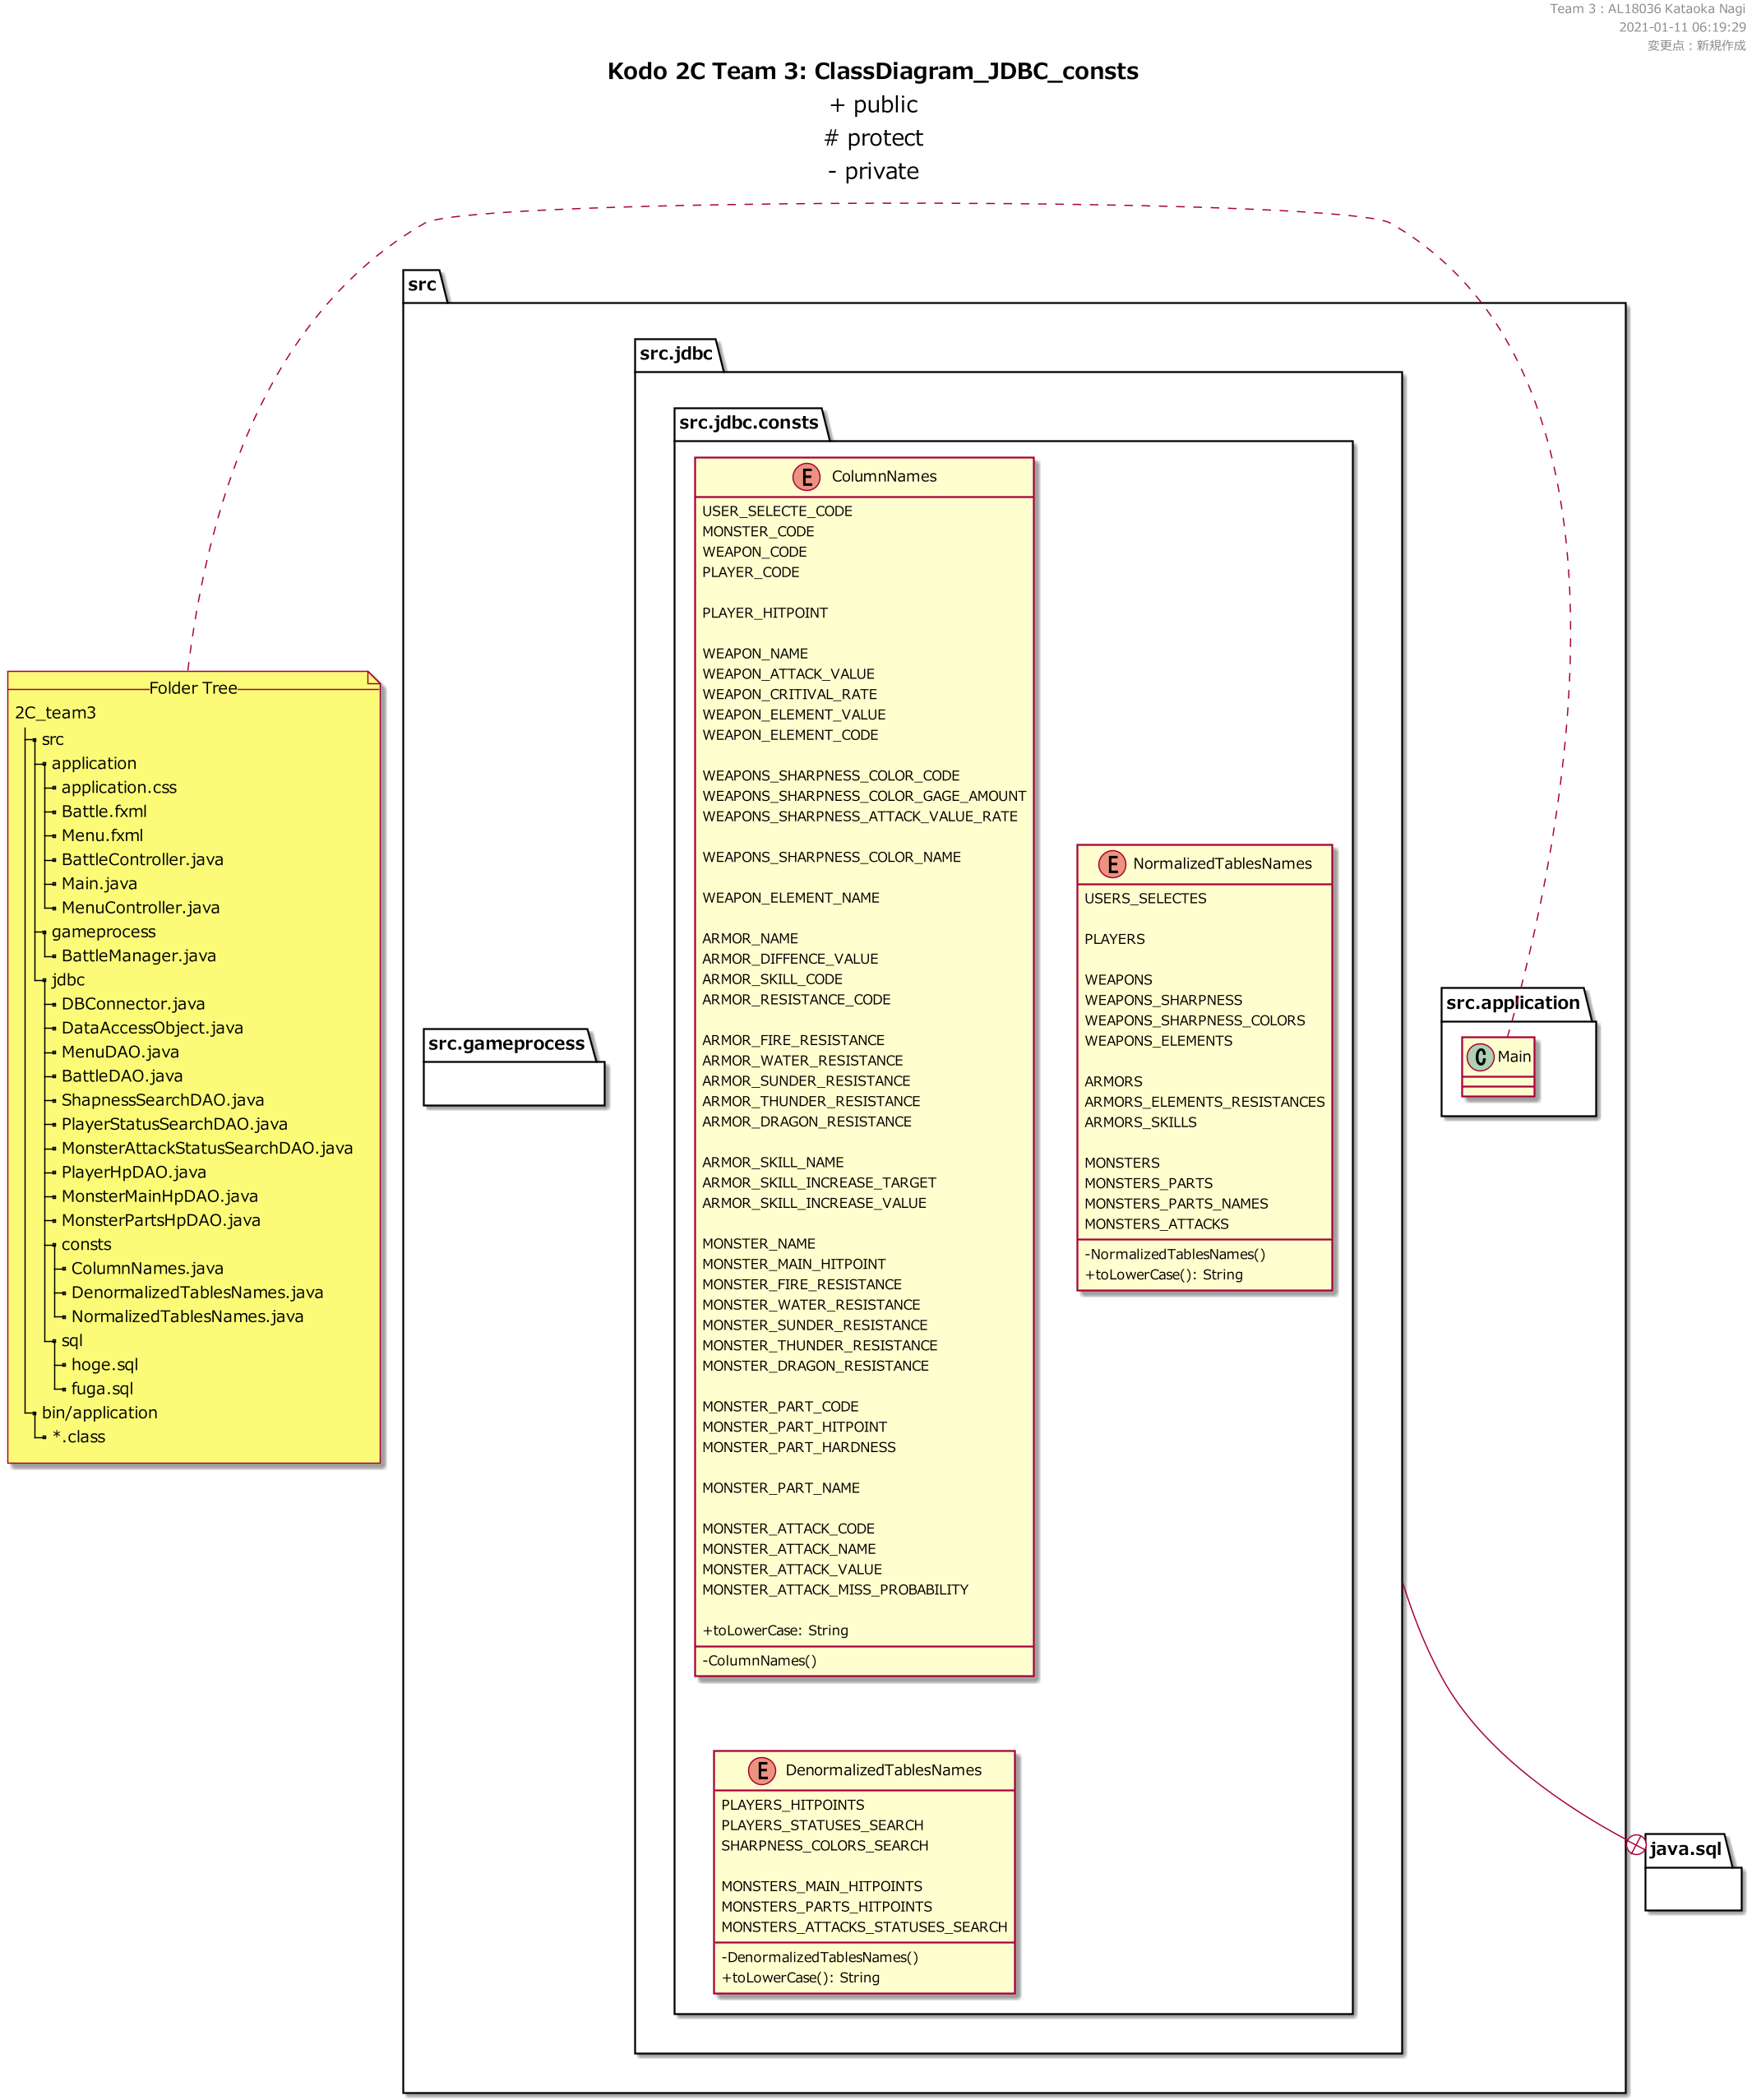 Team 3 : AL18036 Kataoka Nagi
2021-01-11 06:19:29
変更点：新規作成
Kodo 2C Team 3: ClassDiagram_JDBC_consts
+ public
# protect
- private
src
src.jdbc
src.jdbc.consts
ColumnNames
USER_SELECTE_CODE
MONSTER_CODE
WEAPON_CODE
PLAYER_CODE
PLAYER_HITPOINT
WEAPON_NAME
WEAPON_ATTACK_VALUE
WEAPON_CRITIVAL_RATE
WEAPON_ELEMENT_VALUE
WEAPON_ELEMENT_CODE
WEAPONS_SHARPNESS_COLOR_CODE
WEAPONS_SHARPNESS_COLOR_GAGE_AMOUNT
WEAPONS_SHARPNESS_ATTACK_VALUE_RATE
WEAPONS_SHARPNESS_COLOR_NAME
WEAPON_ELEMENT_NAME
ARMOR_NAME
ARMOR_DIFFENCE_VALUE
ARMOR_SKILL_CODE
ARMOR_RESISTANCE_CODE
ARMOR_FIRE_RESISTANCE
ARMOR_WATER_RESISTANCE
ARMOR_SUNDER_RESISTANCE
ARMOR_THUNDER_RESISTANCE
ARMOR_DRAGON_RESISTANCE
ARMOR_SKILL_NAME
ARMOR_SKILL_INCREASE_TARGET
ARMOR_SKILL_INCREASE_VALUE
MONSTER_NAME
MONSTER_MAIN_HITPOINT
MONSTER_FIRE_RESISTANCE
MONSTER_WATER_RESISTANCE
MONSTER_SUNDER_RESISTANCE
MONSTER_THUNDER_RESISTANCE
MONSTER_DRAGON_RESISTANCE
MONSTER_PART_CODE
MONSTER_PART_HITPOINT
MONSTER_PART_HARDNESS
MONSTER_PART_NAME
MONSTER_ATTACK_CODE
MONSTER_ATTACK_NAME
MONSTER_ATTACK_VALUE
MONSTER_ATTACK_MISS_PROBABILITY
+toLowerCase: String
-ColumnNames()
E
NormalizedTablesNames
USERS_SELECTES
PLAYERS
WEAPONS
WEAPONS_SHARPNESS
WEAPONS_SHARPNESS_COLORS
WEAPONS_ELEMENTS
ARMORS
ARMORS_ELEMENTS_RESISTANCES
ARMORS_SKILLS
MONSTERS
MONSTERS_PARTS
MONSTERS_PARTS_NAMES
MONSTERS_ATTACKS
-NormalizedTablesNames()
+toLowerCase(): String
E
DenormalizedTablesNames
PLAYERS_HITPOINTS
PLAYERS_STATUSES_SEARCH
SHARPNESS_COLORS_SEARCH
MONSTERS_MAIN_HITPOINTS
MONSTERS_PARTS_HITPOINTS
MONSTERS_ATTACKS_STATUSES_SEARCH
-DenormalizedTablesNames()
+toLowerCase(): String
E
src.gameprocess
src.application
C
Main
java.sql
Folder Tree
2C_team3
src
application
application.css
Battle.fxml
Menu.fxml
BattleController.java
Main.java
MenuController.java
gameprocess
BattleManager.java
jdbc
DBConnector.java
DataAccessObject.java
MenuDAO.java
BattleDAO.java
ShapnessSearchDAO.java
PlayerStatusSearchDAO.java
MonsterAttackStatusSearchDAO.java
PlayerHpDAO.java
MonsterMainHpDAO.java
MonsterPartsHpDAO.java
consts
ColumnNames.java
DenormalizedTablesNames.java
NormalizedTablesNames.java
sql
hoge.sql
fuga.sql
bin/application
*.class